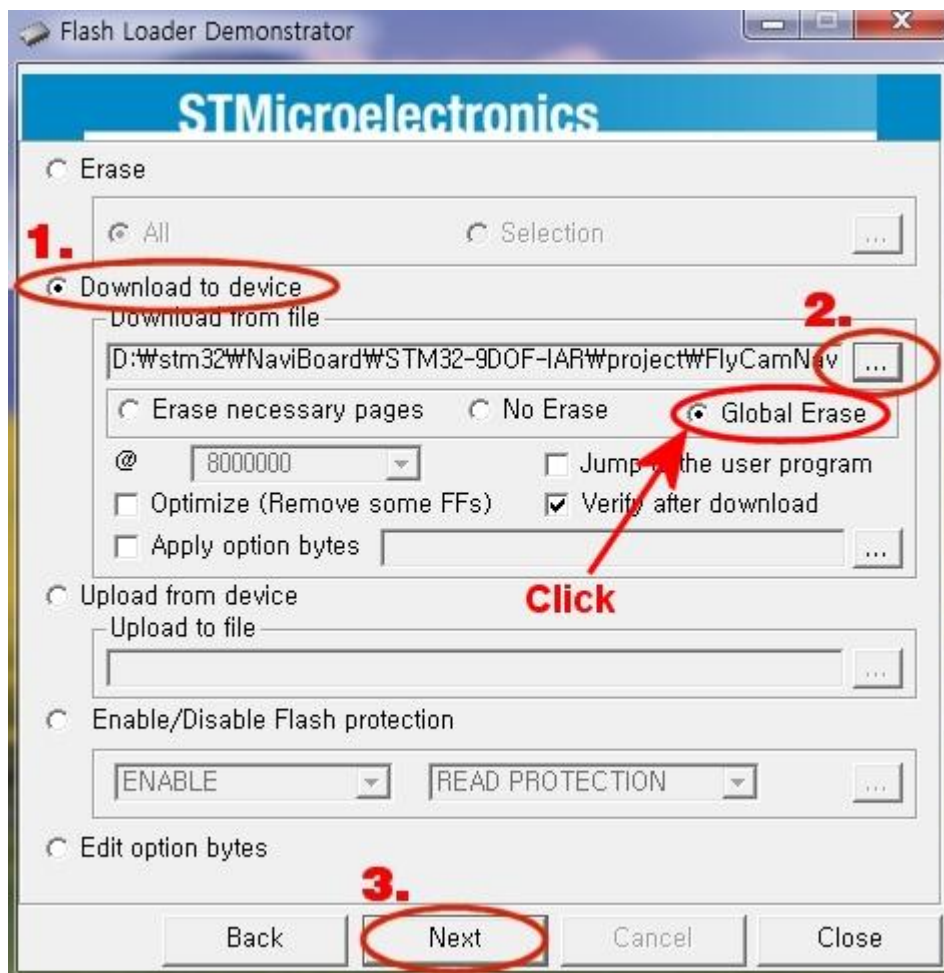 Flash Loader Demonstrator
STMicroelectronics
Erase
1.
All Selection ...
Download to device
Download from file
2.
D:₩stm32₩NaviBoard₩STM32-9DOF-IAR₩project₩FlyCamNav ...
Erase necessary pages No Erase Global Erase
@ 8000000 Jump to the user program
Optimize (Remove some FFs) Verify after download
Apply option bytes ...
Click
Upload from device
Upload to file
...
Enable/Disable Flash protection
ENABLE READ PROTECTION ...
Edit option bytes
3.
Back Next Cancel Close